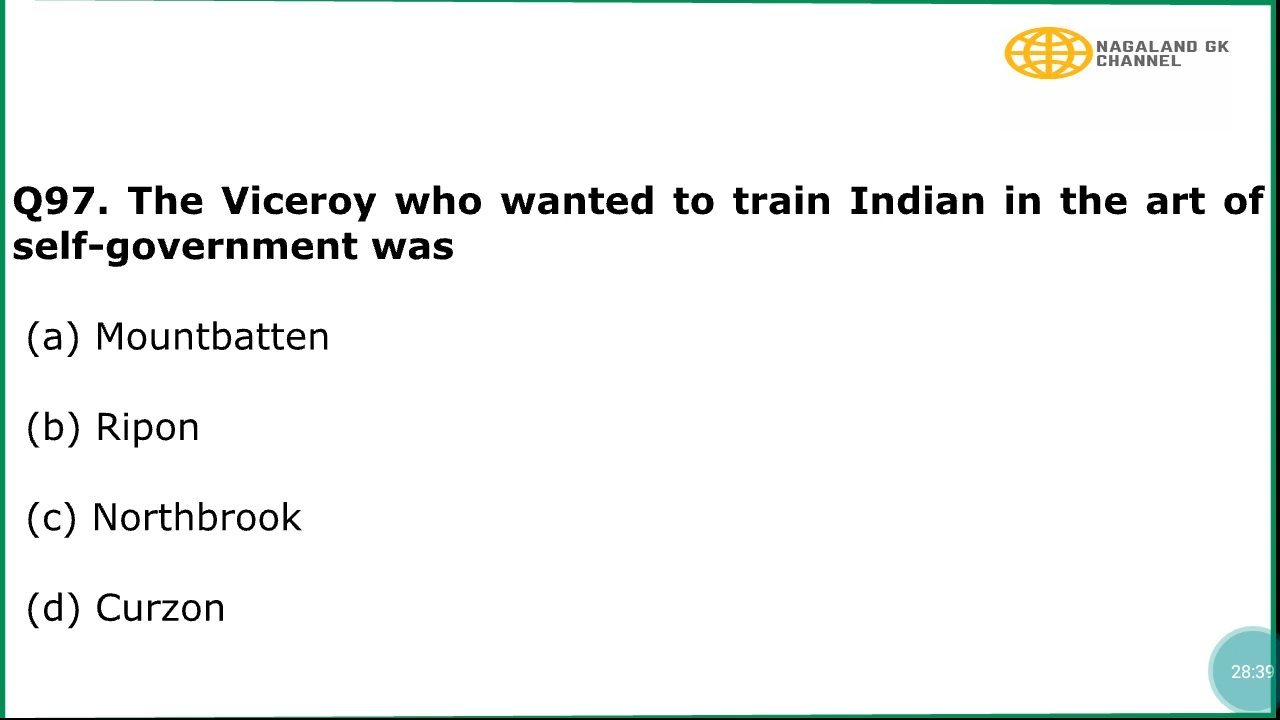 NAGALAND GK
CHANNEL
Q97. The Viceroy who wanted to train Indian in the art of
self-government was
(a) Mountbatten
(b) Ripon
(c) Northbrook
(d) Curzon
28:39